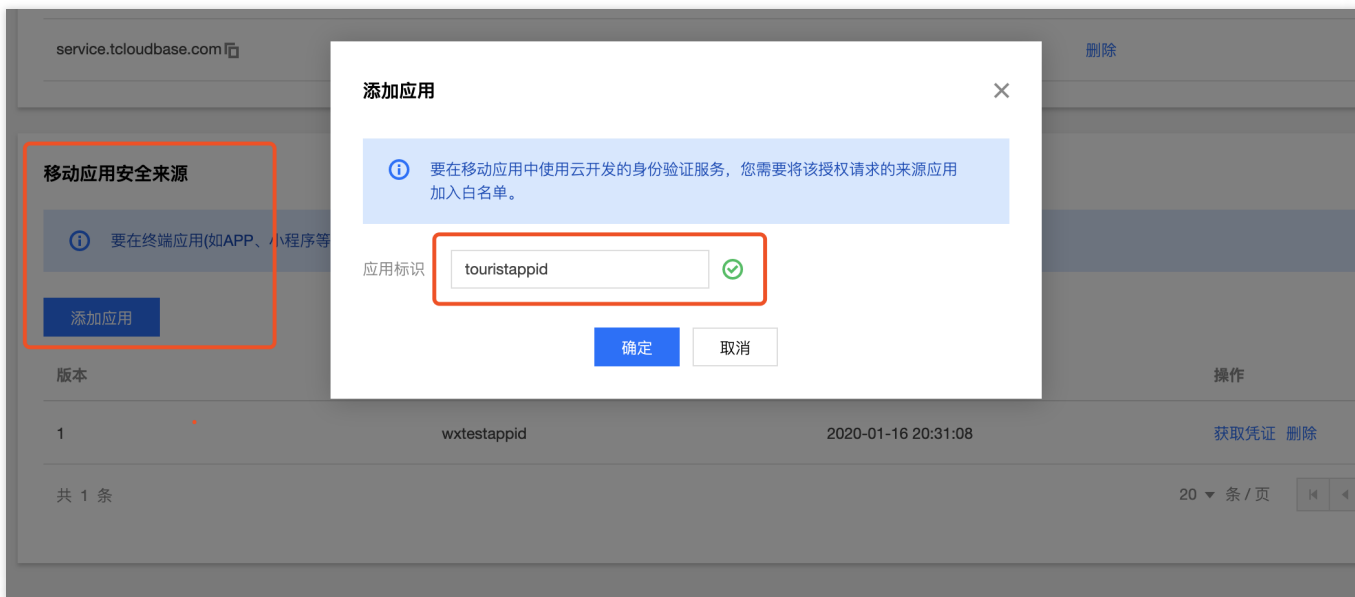 service.tcloudbase.com
删除
添加应用
要在移动应用中使用云开发的身份验证服务，您需要将该授权请求的来源应用
加入白名单。
应用标识
touristappid
确定
取消
移动应用安全来源
要在终端应用(如APP、小程序等
添加应用
版本
操作
1
wxtestappid
2020-01-16 20:31:08
获取凭证 删除
共 1 条
20 条 / 页